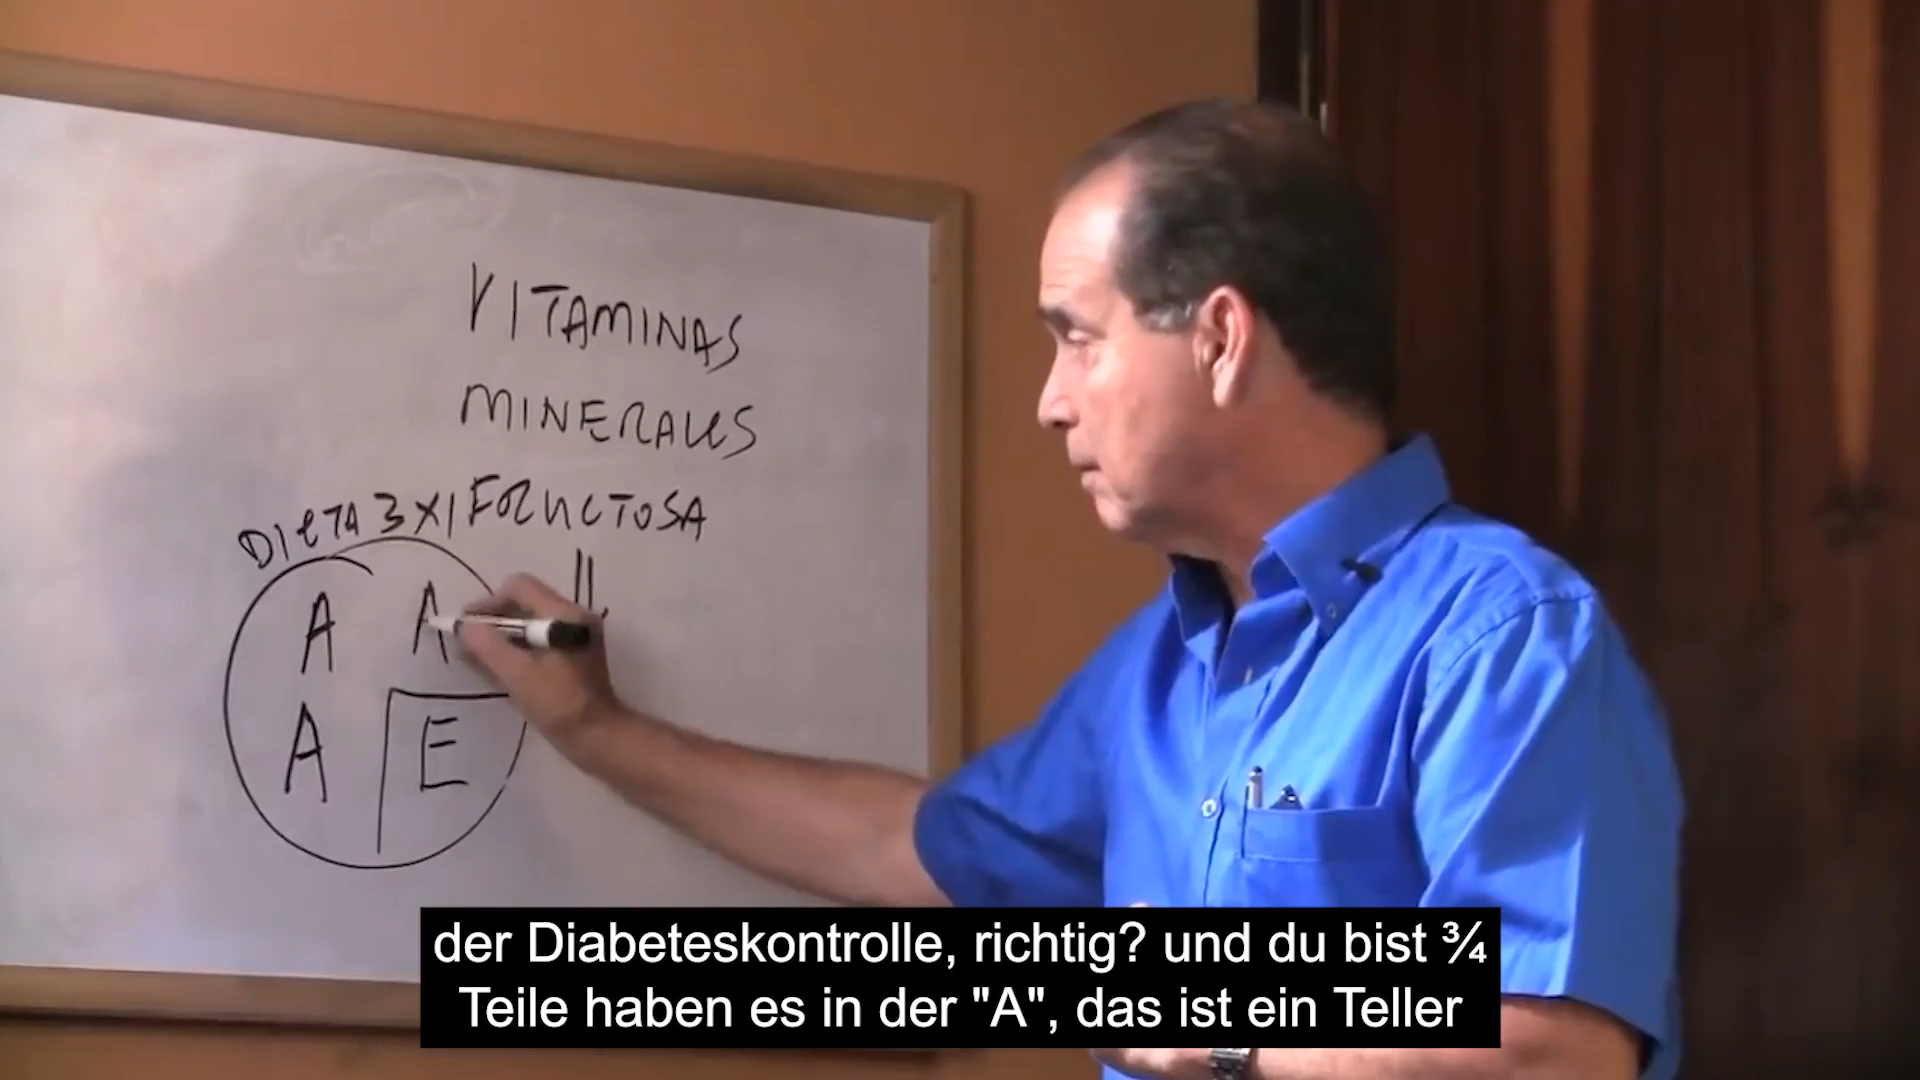 VITAMINAS
MINERALES
DIETA 3X1 FRUCTOSA
A A
A E
der Diabeteskontrolle, richtig? und du bist ¾
Teile haben es in der "A", das ist ein Teller